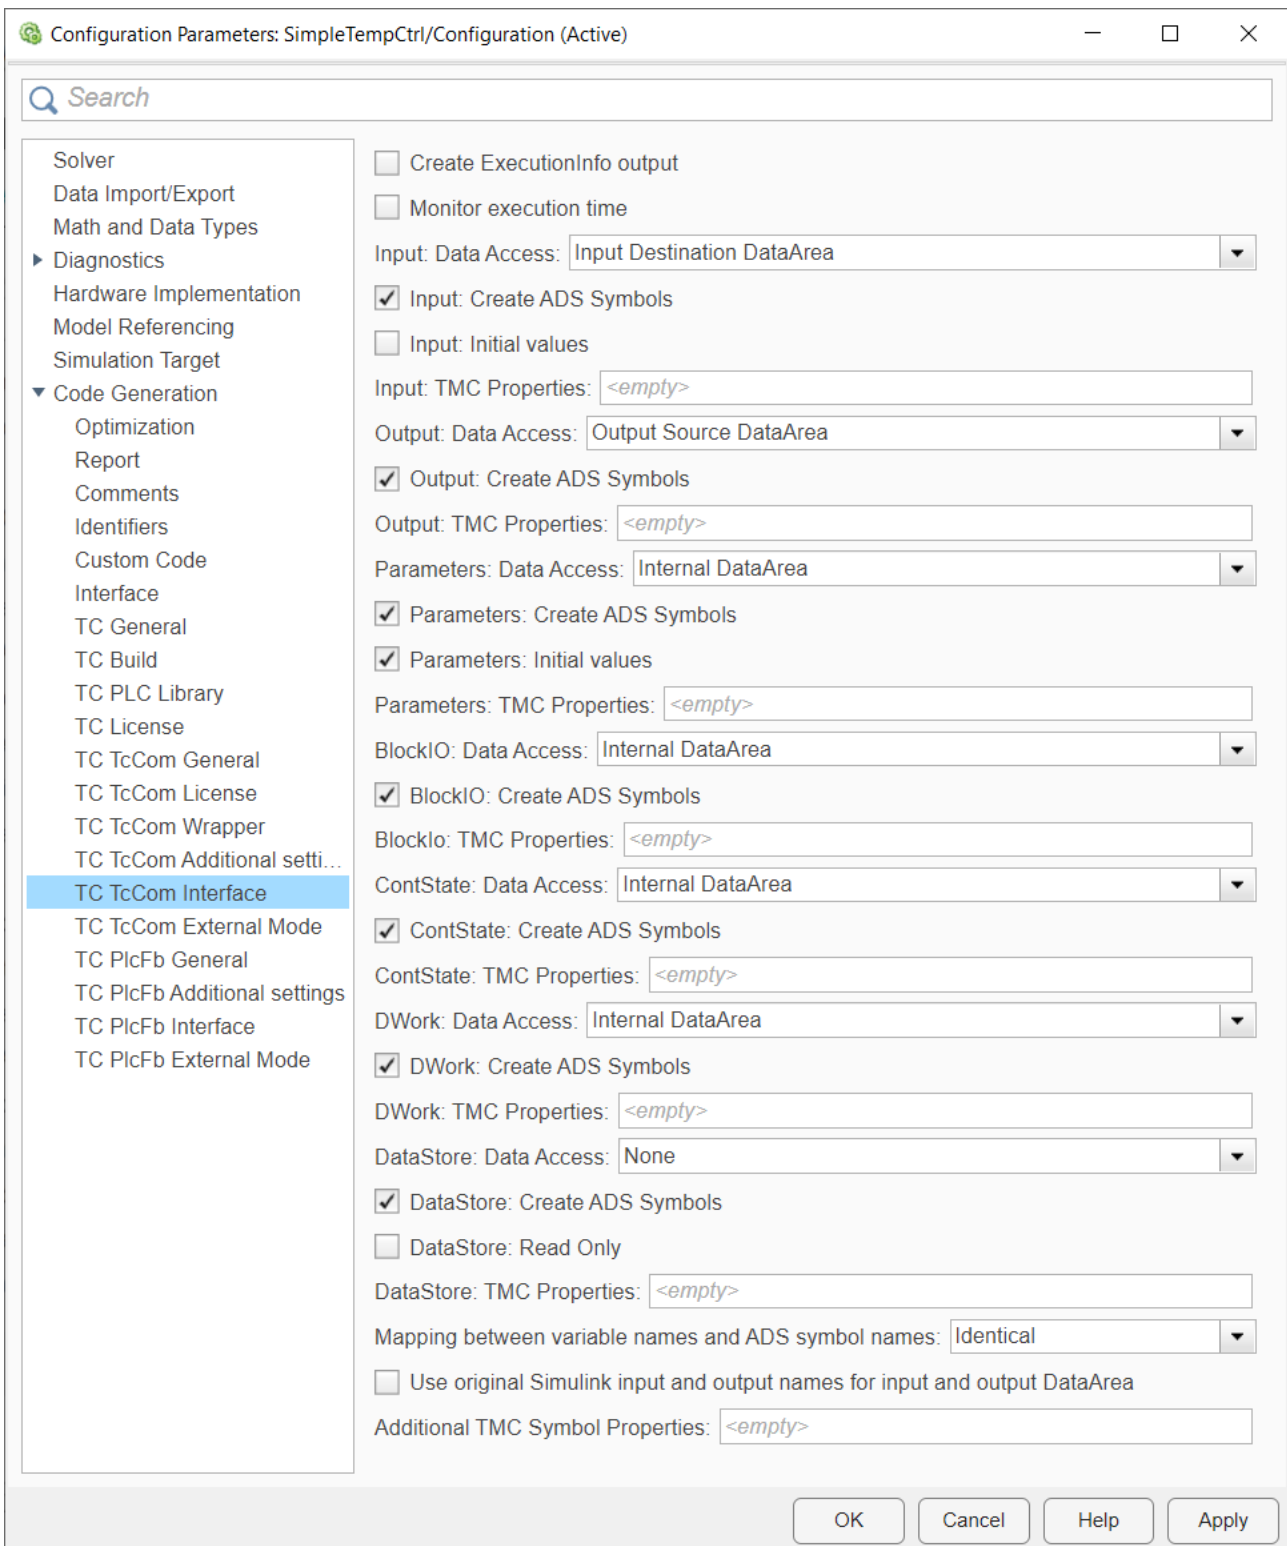 Configuration Parameters: SimpleTempCtrl/Configuration (Active)
Search
Solver
Data Import/Export
Math and Data Types
Diagnostics
Hardware Implementation
Model Referencing
Simulation Target
Code Generation
Optimization
Report
Comments
Identifiers
Custom Code
Interface
TC General
TC Build
TC PLC Library
TC License
TC TcCom General
TC TcCom License
TC TcCom Wrapper
TC TcCom Additional setti...
TC TcCom Interface
TC TcCom External Mode
TC PlcFb General
TC PlcFb Additional settings
TC PlcFb Interface
TC PlcFb External Mode
Create ExecutionInfo output
Monitor execution time
Input: Data Access: Input Destination DataArea
Input: Create ADS Symbols
Input: Initial values
Input: TMC Properties: <empty>
Output: Data Access: Output Source DataArea
Output: Create ADS Symbols
Output: TMC Properties: <empty>
Parameters: Data Access: Internal DataArea
Parameters: Create ADS Symbols
Parameters: Initial values
Parameters: TMC Properties: <empty>
BlockIO: Data Access: Internal DataArea
BlockIO: Create ADS Symbols
BlockIo: TMC Properties: <empty>
ContState: Data Access: Internal DataArea
ContState: Create ADS Symbols
ContState: TMC Properties: <empty>
DWork: Data Access: Internal DataArea
DWork: Create ADS Symbols
DWork: TMC Properties: <empty>
DataStore: Data Access: None
DataStore: Create ADS Symbols
DataStore: Read Only
DataStore: TMC Properties: <empty>
Mapping between variable names and ADS symbol names: Identical
Use original Simulink input and output names for input and output DataArea
Additional TMC Symbol Properties: <empty>
OK Cancel Help Apply